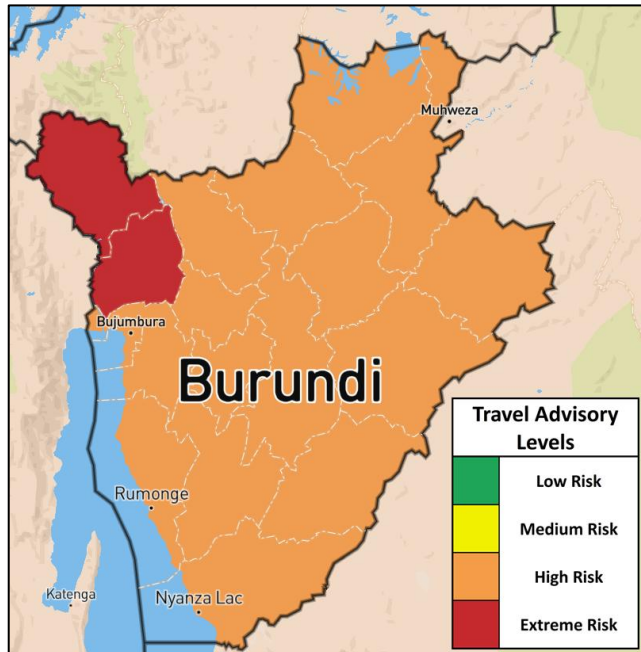 Muhweza
Bujumbura
Burundi
Rumonge
Katenga
Nyanza Lac
Travel Advisory
Levels
Low Risk
Medium Risk
High Risk
Extreme Risk